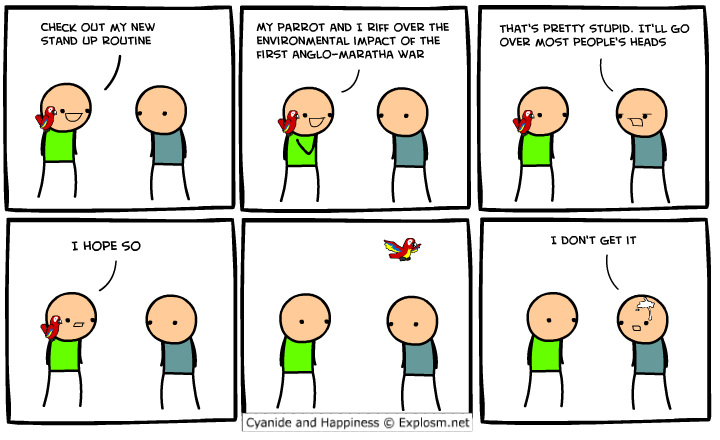 CHECK OUT MY NEW
STAND UP ROUTINE
MY PARROT AND I RIFF OVER THE
ENVIRONMENTAL IMPACT OF THE
FIRST ANGLO-MARATHA WAR
THAT'S PRETTY STUPID. IT'LL GO
OVER MOST PEOPLE'S HEADS
I HOPE SO
I DON'T GET IT
Cyanide and Happiness © Explosm.net